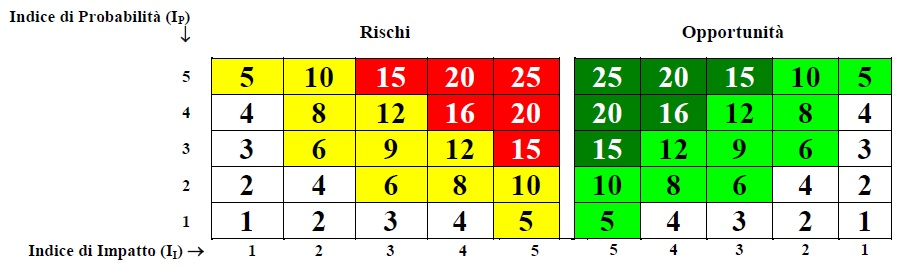 Indice di Probabilità (IP)
↓
Rischi Opportunità
5 5 10 15 20 25 25 20 15 10 5
4 4 8 12 16 20 20 16 12 8 4
3 3 6 9 12 15 15 12 9 6 3
2 2 4 6 8 10 10 8 6 4 2
1 1 2 3 4 5 5 4 3 2 1
Indice di Impatto (II) → 1 2 3 4 5 5 4 3 2 1